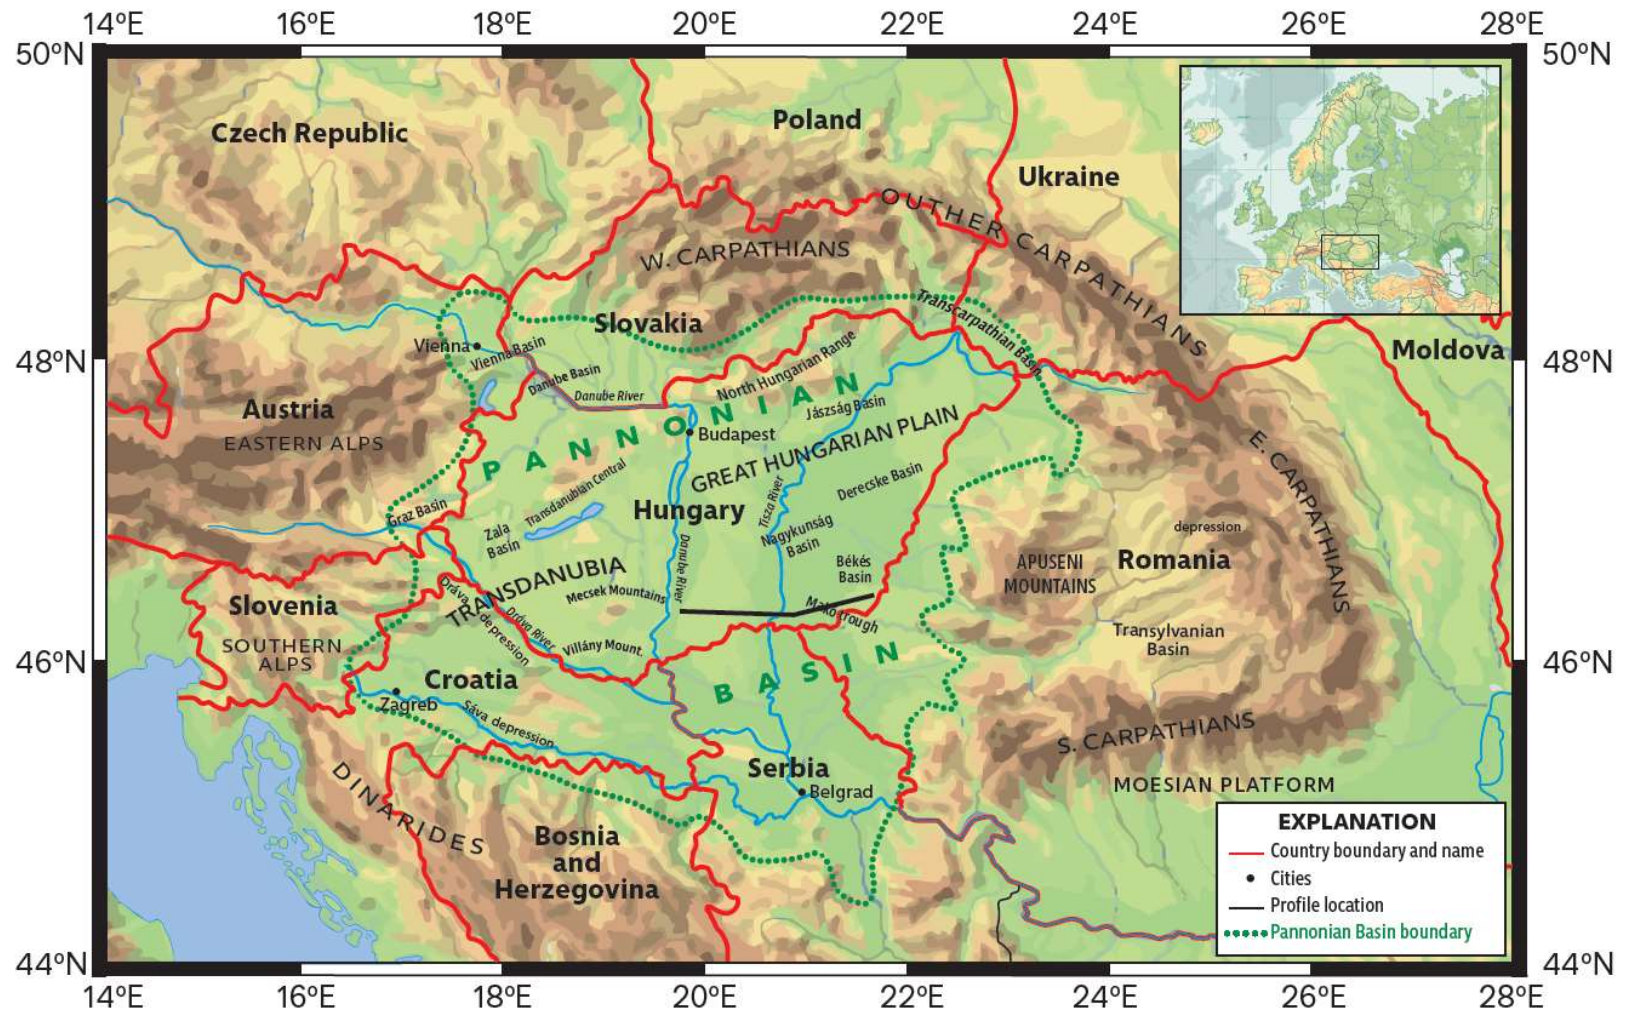 14ºE 16ºE 18ºE 20ºE 22ºE 24ºE 26ºE 28ºE
50ºN
50ºN
Czech Republic
Poland
Ukraine
OUTHER CARPATHIANS
W. CARPATHIANS
Transcarpathian Basin
Slovakia
Vienna
Vienna Basin
48ºN
48ºN
Moldova
North Hungarian Range
Danube Basin
Danube River
Austria
EASTERN ALPS
PANNONIAN
Jászság Basin
Budapest
GREAT HUNGARIAN PLAIN
E. CARPATHIANS
Transdanubian Central
Derecske Basin
Graz Basin
Zala
Basin
Hungary
Tisza River
Nagykunság
Basin
depression
Danube River
Békés
Basin
APUSENI
MOUNTAINS
Romania
TRANSDANUBIA
Mecsek Mountains
Slovenia
Dráva
depression
Dráva River
Makó trough
SOUTHERN
ALPS
Villány Mount.
Transylvanian
Basin
46ºN
46ºN
BASIN
Croatia
Zagreb
Sáva depression
S. CARPATHIANS
Serbia
Belgrad
MOESIAN PLATFORM
DINARIDES
Bosnia
and
Herzegovina
EXPLANATION
Country boundary and name
Cities
Profile location
Pannonian Basin boundary
44ºN
44ºN
14ºE 16ºE 18ºE 20ºE 22ºE 24ºE 26ºE 28ºE